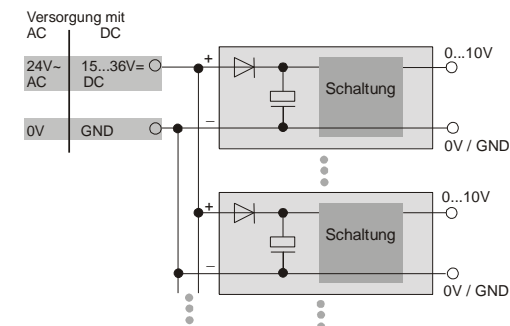 Versorgung mit
AC DC
24V~ 15...36V=
AC DC
0V GND
+
–
Schaltung
0...10V
0V / GND
+
–
Schaltung
0...10V
0V / GND